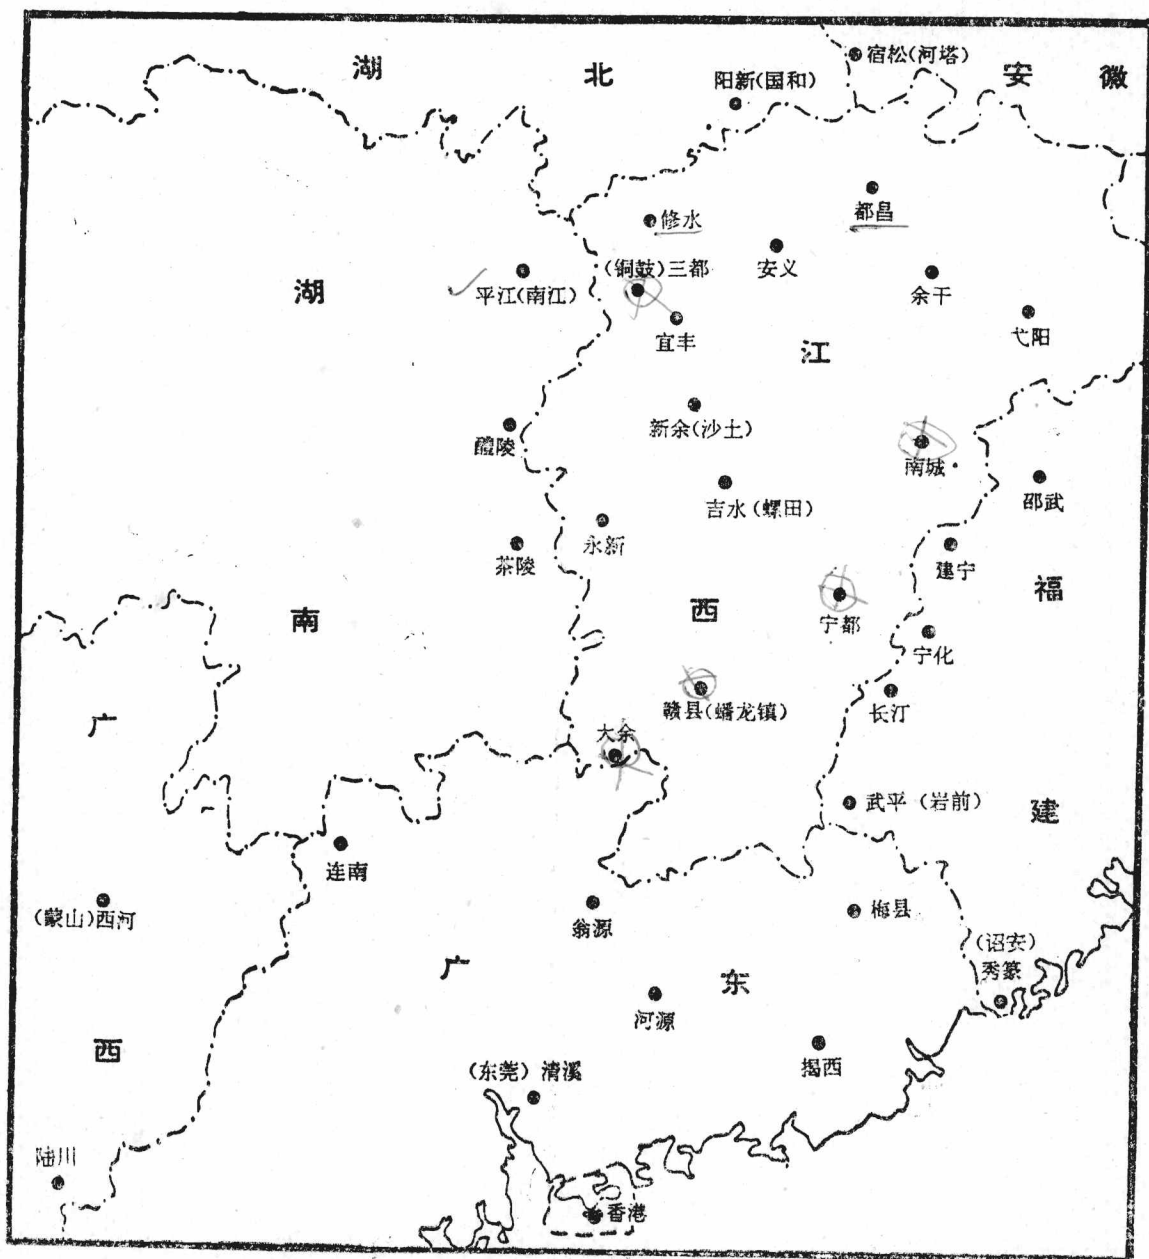 湖 北
安 徽
宿松(河塔)
阳新(国和)
修水
都昌
(铜鼓)三都
安义
余干
平江(南江)
宜丰
弋阳
湖
江
新余(沙土)
醴陵
南城
邵武
吉水(螺田)
永新
茶陵
建宁
福
南
西
宁都
宁化
赣县(蟠龙镇)
长汀
广
大余
武平(岩前)
建
连南
(蒙山)西河
翁源
梅县
(诏安)
秀篆
广
东
河源
西
揭西
(东莞)清溪
陆川
香港